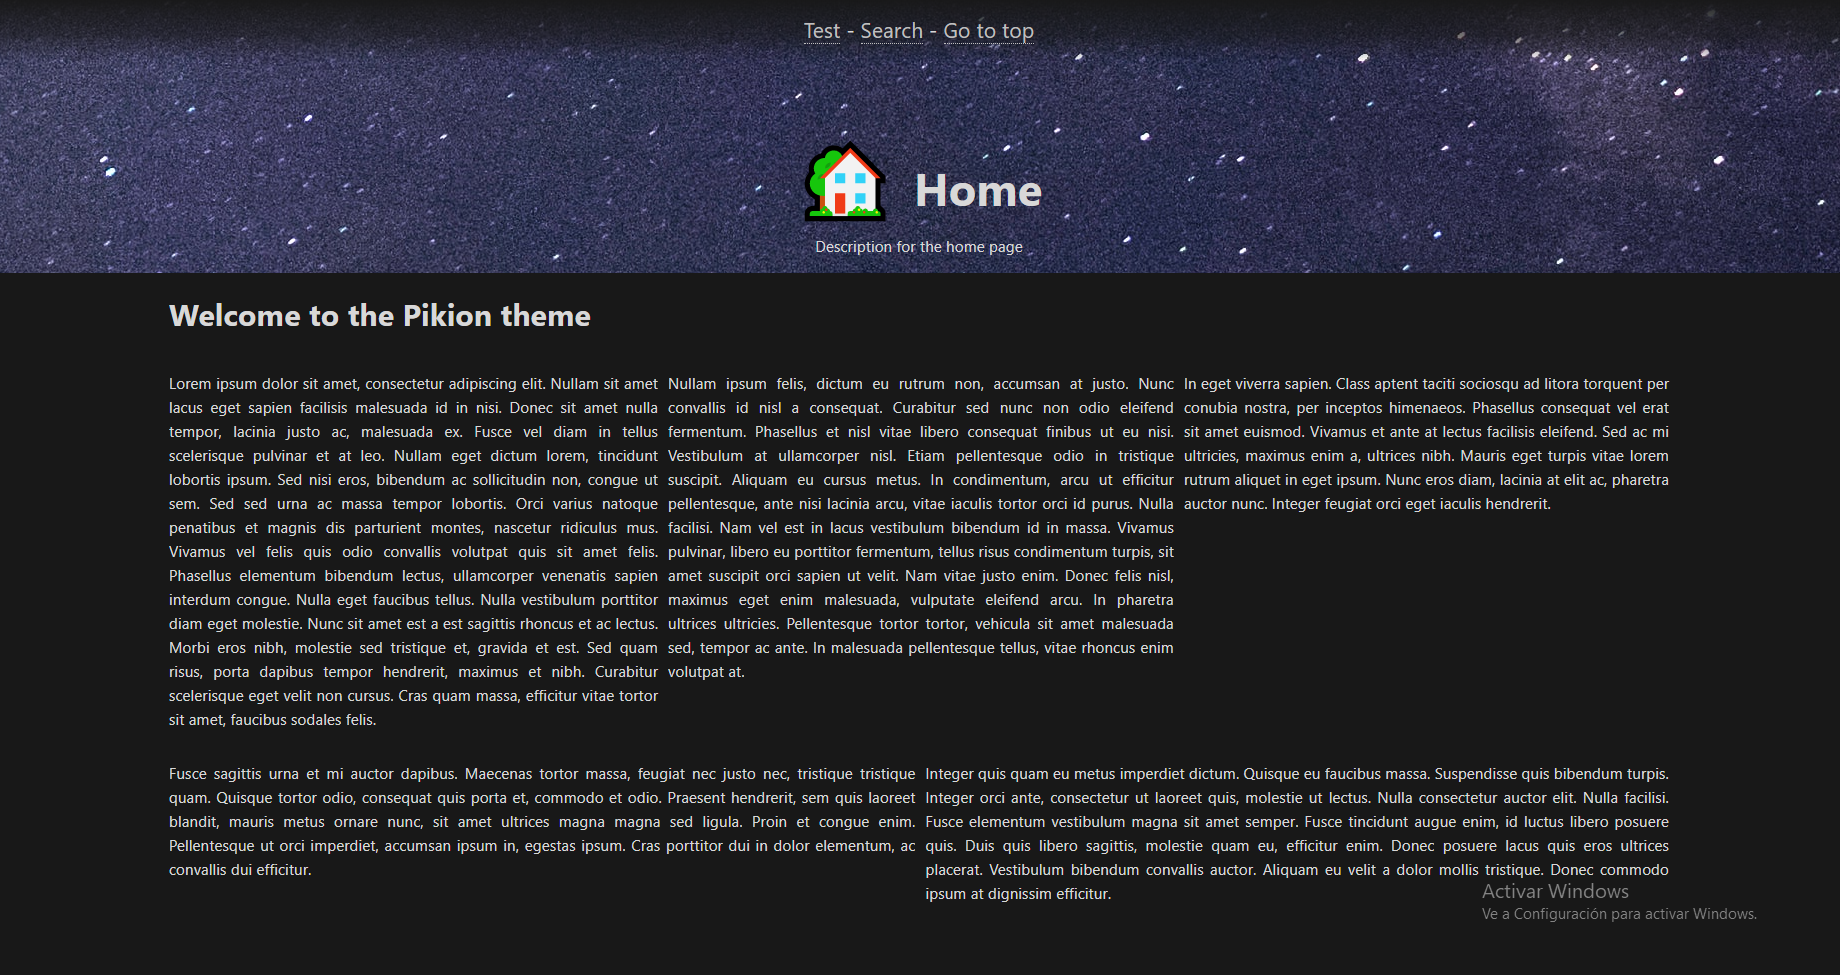 Test - Search - Go to top
Home
Description for the home page
Welcome to the Pikion theme
Lorem ipsum dolor sit amet, consectetur adipiscing elit. Nullam sit amet
lacus eget sapien facilisis malesuada id in nisi. Donec sit amet nulla
tempor, lacinia justo ac, malesuada ex. Fusce vel diam in tellus
scelerisque pulvinar et at leo. Nullam eget dictum lorem, tincidunt
lobortis ipsum. Sed nisi eros, bibendum ac sollicitudin non, congue ut
sem. Sed sed urna ac massa tempor lobortis. Orci varius natoque
penatibus et magnis dis parturient montes, nascetur ridiculus mus.
Vivamus vel felis quis odio convallis volutpat quis sit amet felis.
Phasellus elementum bibendum lectus, ullamcorper venenatis sapien
interdum congue. Nulla eget faucibus tellus. Nulla vestibulum porttitor
diam eget molestie. Nunc sit amet est a est sagittis rhoncus et ac lectus.
Morbi eros nibh, molestie sed tristique et, gravida et est. Sed quam
risus, porta dapibus tempor hendrerit, maximus et nibh. Curabitur
scelerisque eget velit non cursus. Cras quam massa, efficitur vitae tortor
sit amet, faucibus sodales felis.
Nullam ipsum felis, dictum eu rutrum non, accumsan at justo. Nunc
convallis id nisl a consequat. Curabitur sed nunc non odio eleifend
fermentum. Phasellus et nisl vitae libero consequat finibus ut eu nisi.
Vestibulum at ullamcorper nisl. Etiam pellentesque odio in tristique
suscipit. Aliquam eu cursus metus. In condimentum, arcu ut efficitur
pellentesque, ante nisi lacinia arcu, vitae iaculis tortor orci id purus. Nulla
facilisi. Nam vel est in lacus vestibulum bibendum id in massa. Vivamus
pulvinar, libero eu porttitor fermentum, tellus risus condimentum turpis, sit
amet suscipit orci sapien ut velit. Nam vitae justo enim. Donec felis nisl,
maximus eget enim malesuada, vulputate eleifend arcu. In pharetra
ultrices ultricies. Pellentesque tortor tortor, vehicula sit amet malesuada
sed, tempor ac ante. In malesuada pellentesque tellus, vitae rhoncus enim
volutpat at.
In eget viverra sapien. Class aptent taciti sociosqu ad litora torquent per
conubia nostra, per inceptos himenaeos. Phasellus consequat vel erat
sit amet euismod. Vivamus et ante at lectus facilisis eleifend. Sed ac mi
ultricies, maximus enim a, ultrices nibh. Mauris eget turpis vitae lorem
rutrum aliquet in eget ipsum. Nunc eros diam, lacinia at elit ac, pharetra
auctor nunc. Integer feugiat orci eget iaculis hendrerit.
Fusce sagittis urna et mi auctor dapibus. Maecenas tortor massa, feugiat nec justo nec, tristique tristique
quam. Quisque tortor odio, consequat quis porta et, commodo et odio. Praesent hendrerit, sem quis laoreet
blandit, mauris metus ornare nunc, sit amet ultrices magna magna sed ligula. Proin et congue enim.
Pellentesque ut orci imperdiet, accumsan ipsum in, egestas ipsum. Cras porttitor dui in dolor elementum, ac
convallis dui efficitur.
Integer quis quam eu metus imperdiet dictum. Quisque eu faucibus massa. Suspendisse quis bibendum turpis.
Integer orci ante, consectetur ut laoreet quis, molestie ut lectus. Nulla consectetur auctor elit. Nulla facilisi.
Fusce elementum vestibulum magna sit amet semper. Fusce tincidunt augue enim, id luctus libero posuere
quis. Duis quis libero sagittis, molestie quam eu, efficitur enim. Donec posuere lacus quis eros ultrices
placerat. Vestibulum bibendum convallis auctor. Aliquam eu velit a dolor mollis tristique. Donec commodo
ipsum at dignissim efficitur.
Activar Windows
Ve a Configuración para activar Windows.